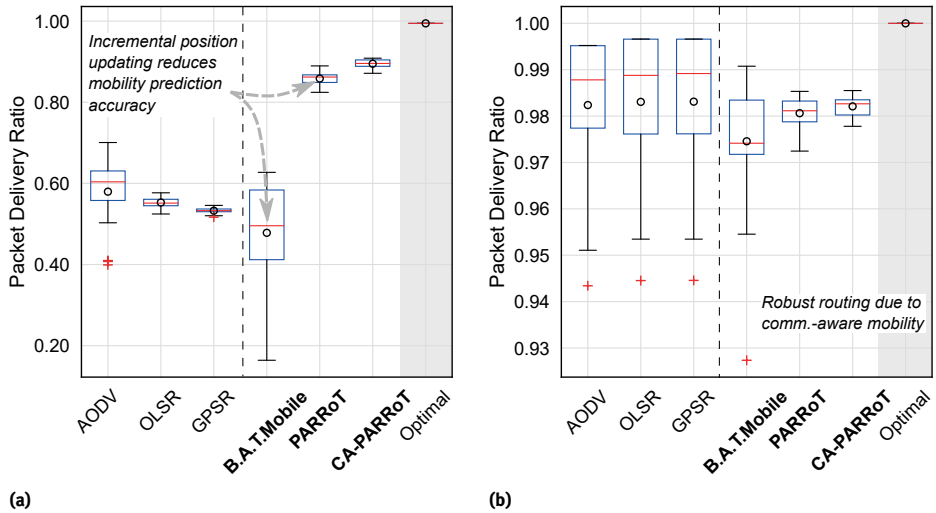 1.00
0.80
0.60
0.40
0.20
Packet Delivery Ratio
Incremental position
updating reduces
mobility prediction
accuracy
AODV
OLSR
GPSR
B.A.T.Mobile
PARRoT
CA-PARRoT
Optimal
(a)
1.00
0.99
0.98
0.97
0.96
0.95
0.94
0.93
Packet Delivery Ratio
Robust routing due to
comm.-aware mobility
AODV
OLSR
GPSR
B.A.T.Mobile
PARRoT
CA-PARRoT
Optimal
(b)